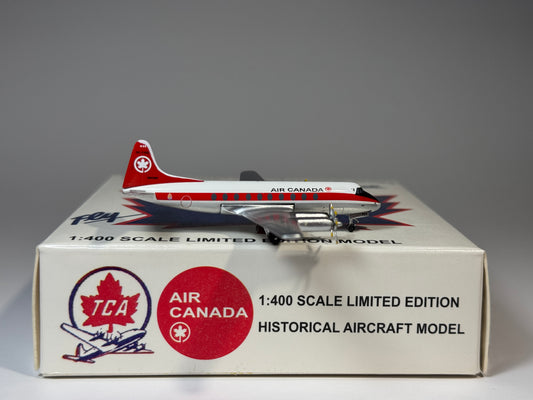 AIR CANADA
Fly
1:400 SCALE LIMITED EDITION MODEL
TCA
AIR
CANADA
1:400 SCALE LIMITED EDITION
HISTORICAL AIRCRAFT MODEL